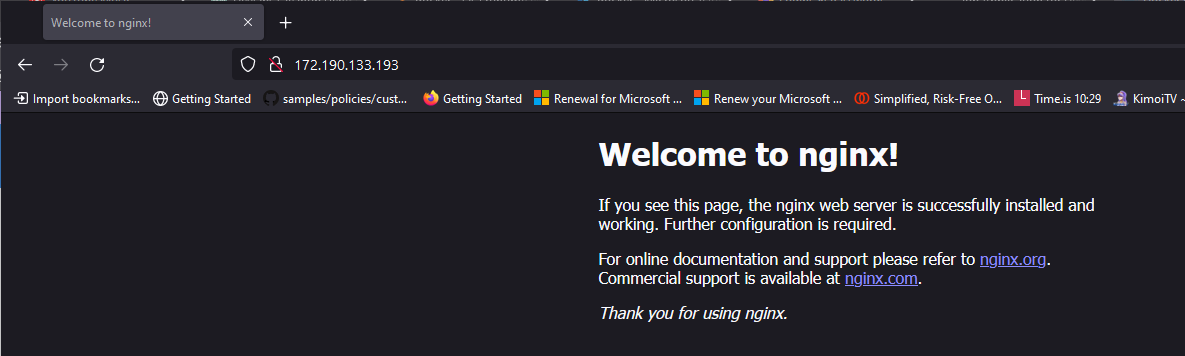 Welcome to nginx!
172.190.133.193
Import bookmarks... Getting Started samples/policies/cust... Getting Started Renewal for Microsoft ... Renew your Microsoft ... Simplified, Risk-Free O... L Time.is 10:29 KimoiTV ~
Welcome to nginx!
If you see this page, the nginx web server is successfully installed and
working. Further configuration is required.
For online documentation and support please refer to nginx.org.
Commercial support is available at nginx.com.
Thank you for using nginx.